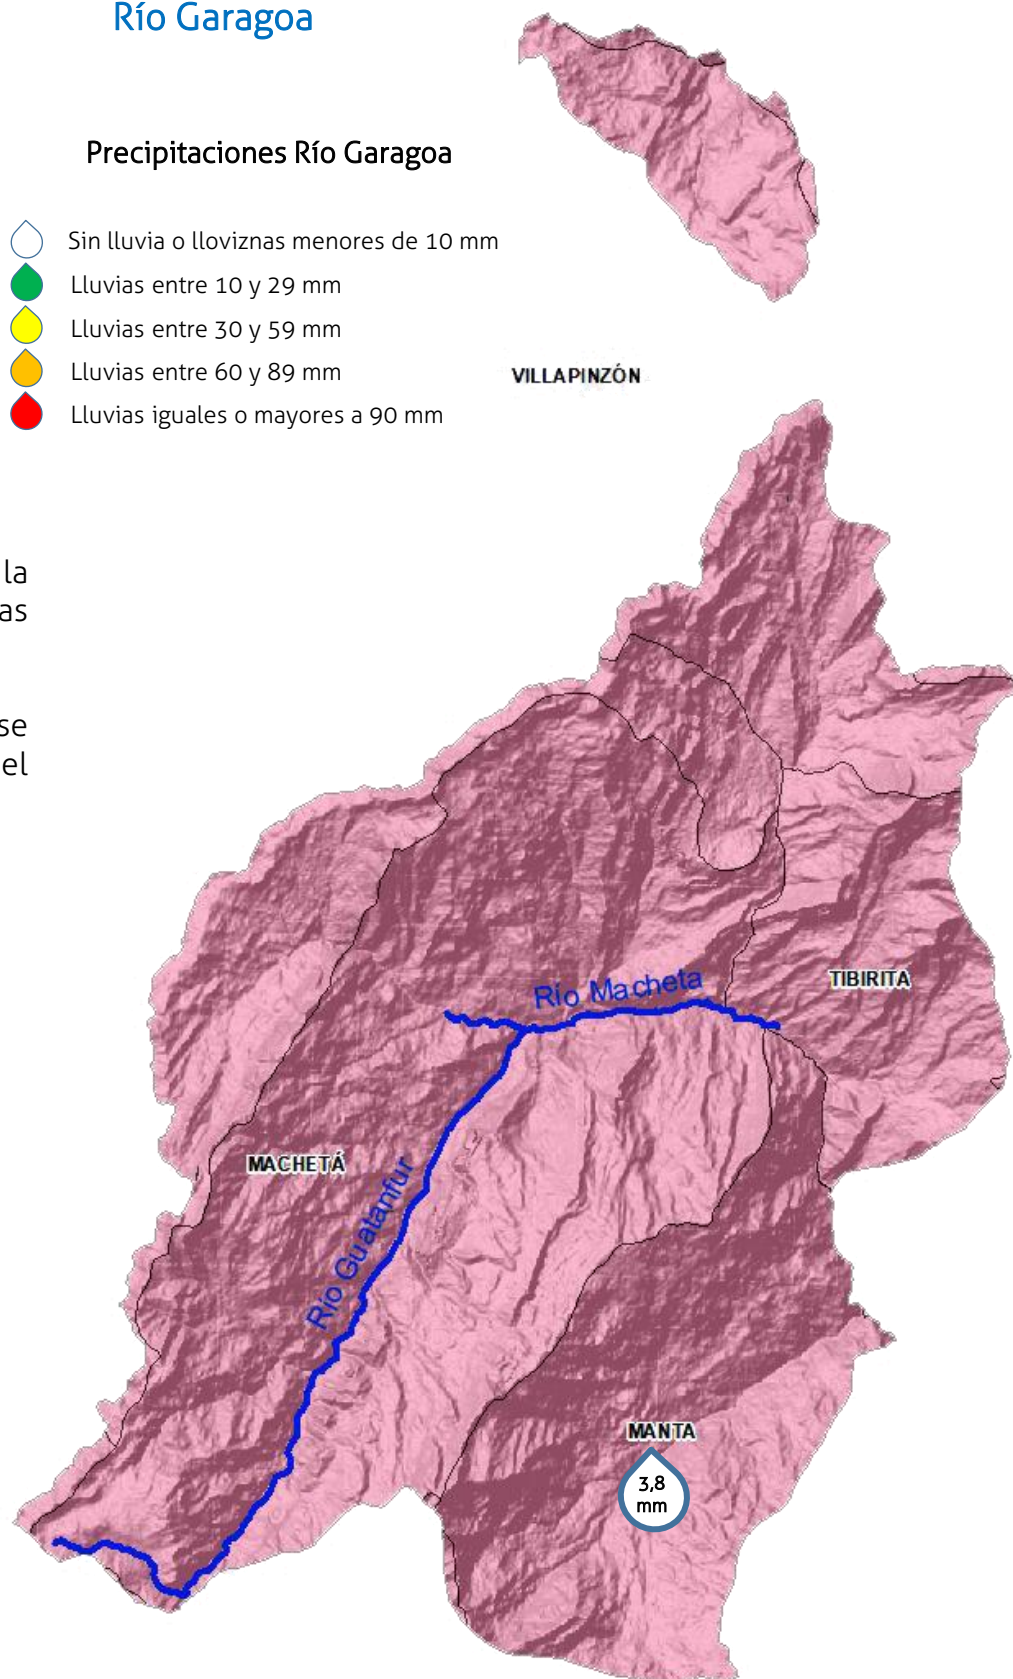 Río Garagoa
Precipitaciones Río Garagoa
Sin lluvia o lloviznas menores de 10 mm
Lluvias entre 10 y 29 mm
Lluvias entre 30 y 59 mm
Lluvias entre 60 y 89 mm
Lluvias iguales o mayores a 90 mm
VILLAPINZÓN
la
as
se
el
Río Macheta
TIBIRITA
MACHETÁ
Río Guatanfur
MANTA
3,8
mm